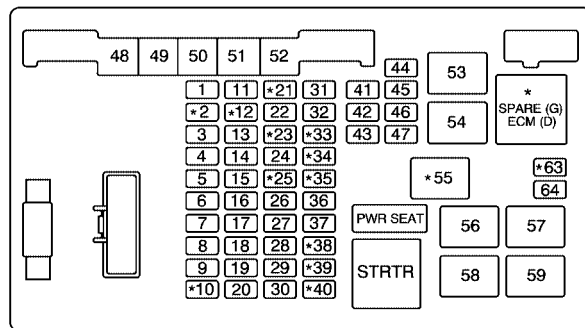 48 49 50 51 52
44
53
*
SPARE (G)
ECM (D)
1 11 *21 31 41 45
*2 *12 22 32 42 46
54
3 13 *23 *33 43 47
4 14 24 *34
5 15 *25 *35
*55
*63
6 16 26 36
64
7 17 27 37
PWR SEAT
56 57
8 18 28 *38
9 19 29 *39
STRTR
58 59
*10 20 30 *40